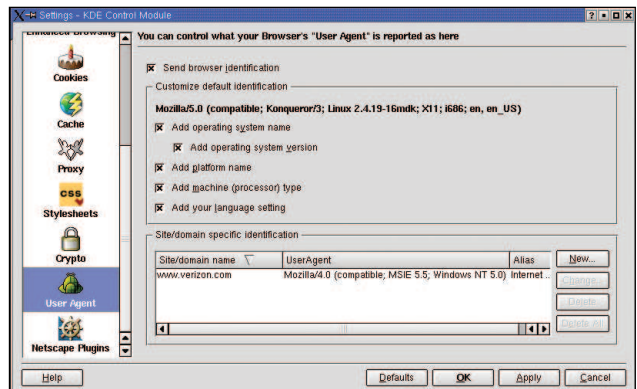 Settings - KDE Control Module
Enhanced Browsing
Cookies
Cache
Proxy
css
Stylesheets
Crypto
User Agent
Netscape Plugins
You can control what your Browser's "User Agent" is reported as here
Send browser identification
Customize default identification
Mozilla/5.0 (compatible; Konqueror/3; Linux 2.4.19-16mdk; X11; i686; en, en_US)
Add operating system name
Add operating system version
Add platform name
Add machine (processor) type
Add your language setting
Site/domain specific identification
Site/domain name UserAgent Alias
www.verizon.com Mozilla/4.0 (compatible; MSIE 5.5; Windows NT 5.0) Internet ..
New...
Change...
Delete
Delete All
Help Defaults OK Apply Cancel